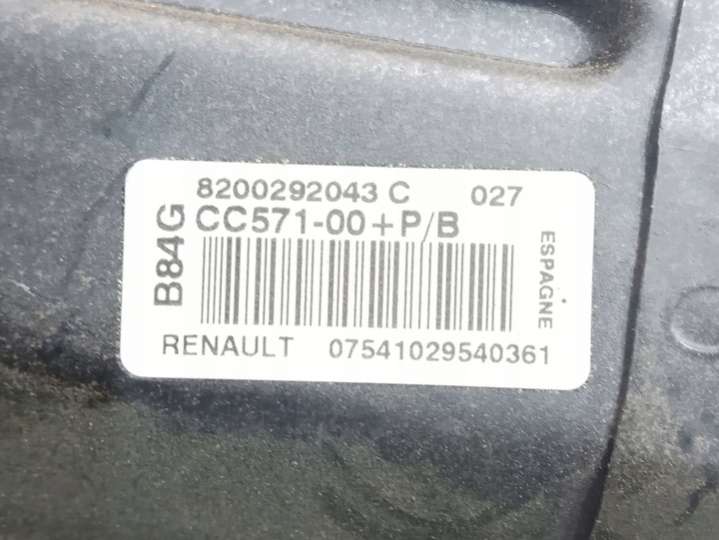 8200292043 C 027
CC571-00+P/B
B84G
ESPAGNE
RENAULT 07541029540361